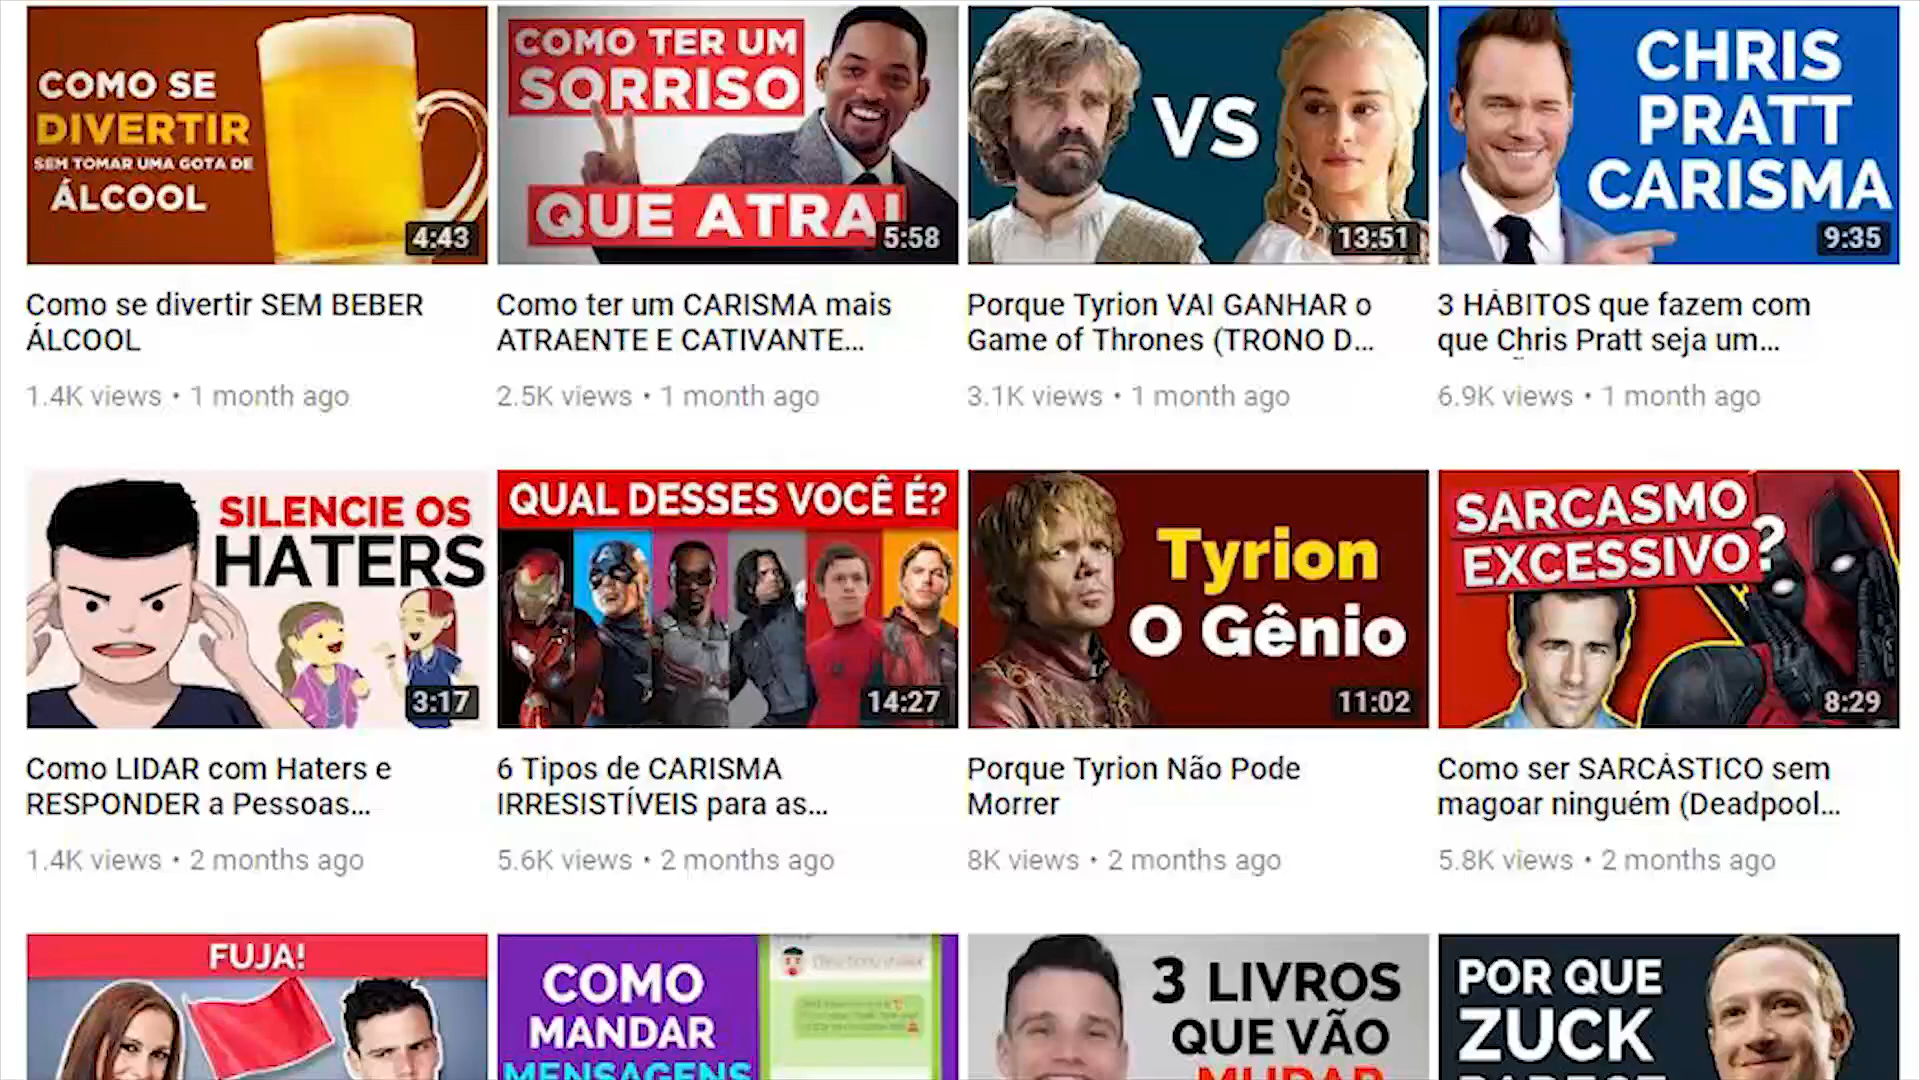 COMO SE
DIVERTIR
SEM TOMAR UMA GOTA DE
ÁLCOOL
4:43
COMO TER UM
SORRISO
QUE ATRAI
5:58
VS
13:51
CHRIS
PRATT
CARISMA
9:35
Como se divertir SEM BEBER
ÁLCOOL
1.4K views • 1 month ago
Como ter um CARISMA mais
ATRAENTE E CATIVANTE...
2.5K views • 1 month ago
Porque Tyrion VAI GANHAR o
Game of Thrones (TRONO D...
3.1K views • 1 month ago
3 HÁBITOS que fazem com
que Chris Pratt seja um...
6.9K views • 1 month ago
SILENCIE OS
HATERS
3:17
QUAL DESSES VOCÊ É?
14:27
Tyrion
O Gênio
11:02
SARCASMO
EXCESSIVO?
8:29
Como LIDAR com Haters e
RESPONDER a Pessoas...
1.4K views • 2 months ago
6 Tipos de CARISMA
IRRESISTÍVEIS para as...
5.6K views • 2 months ago
Porque Tyrion Não Pode
Morrer
8K views • 2 months ago
Como ser SARCÁSTICO sem
magoar ninguém (Deadpool...
5.8K views • 2 months ago
FUJA!
COMO
MANDAR
MENSAGENS
3 LIVROS
QUE VÃO
MUDAR
POR QUE
ZUCK
PARECE